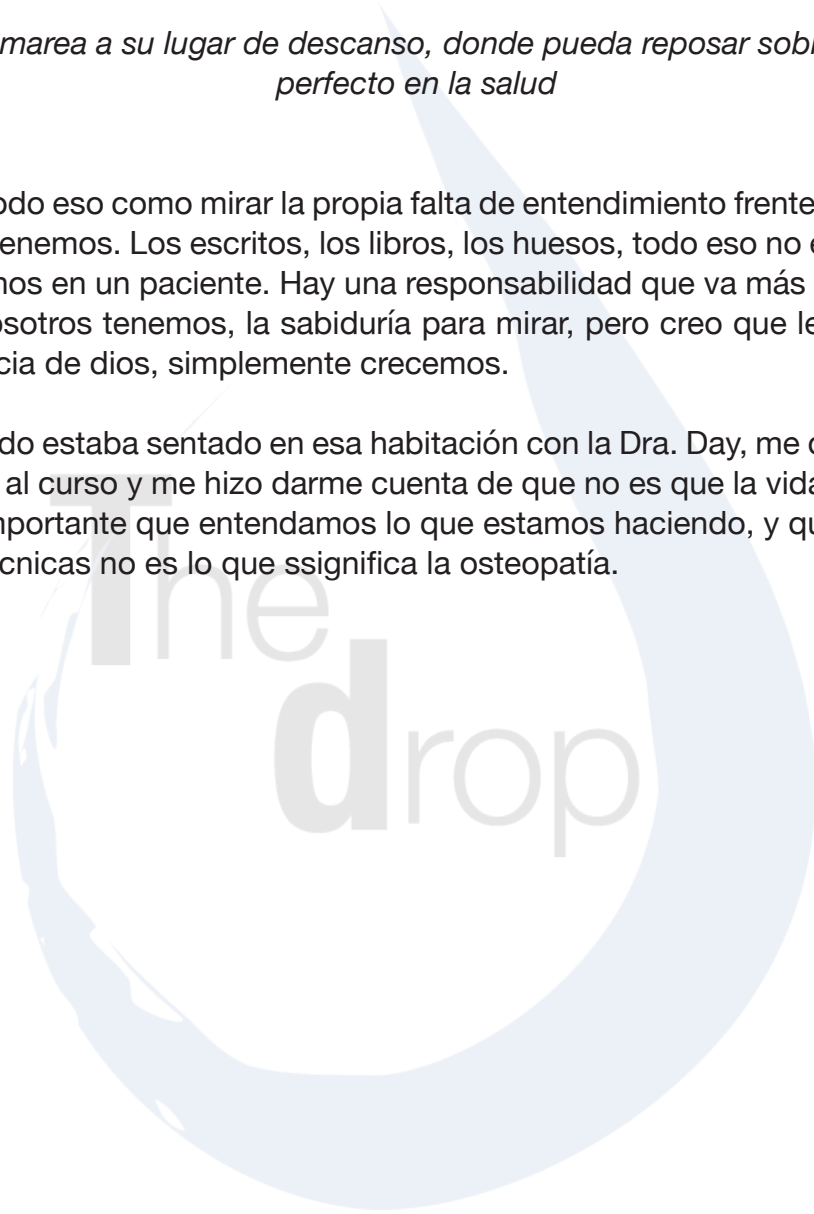 marea a su lugar de descanso, donde pueda reposar sob
perfecto en la salud
odo eso como mirar la propia falta de entendimiento frente
enemos. Los escritos, los libros, los huesos, todo eso no
nos en un paciente. Hay una responsabilidad que va más
osotros tenemos, la sabiduría para mirar, pero creo que le
cia de dios, simplemente crecemos.
do estaba sentado en esa habitación con la Dra. Day, me
al curso y me hizo darme cuenta de que no es que la vida
mportante que entendamos lo que estamos haciendo, y qu
cnicas no es lo que ssignifica la osteopatía.
The
drop